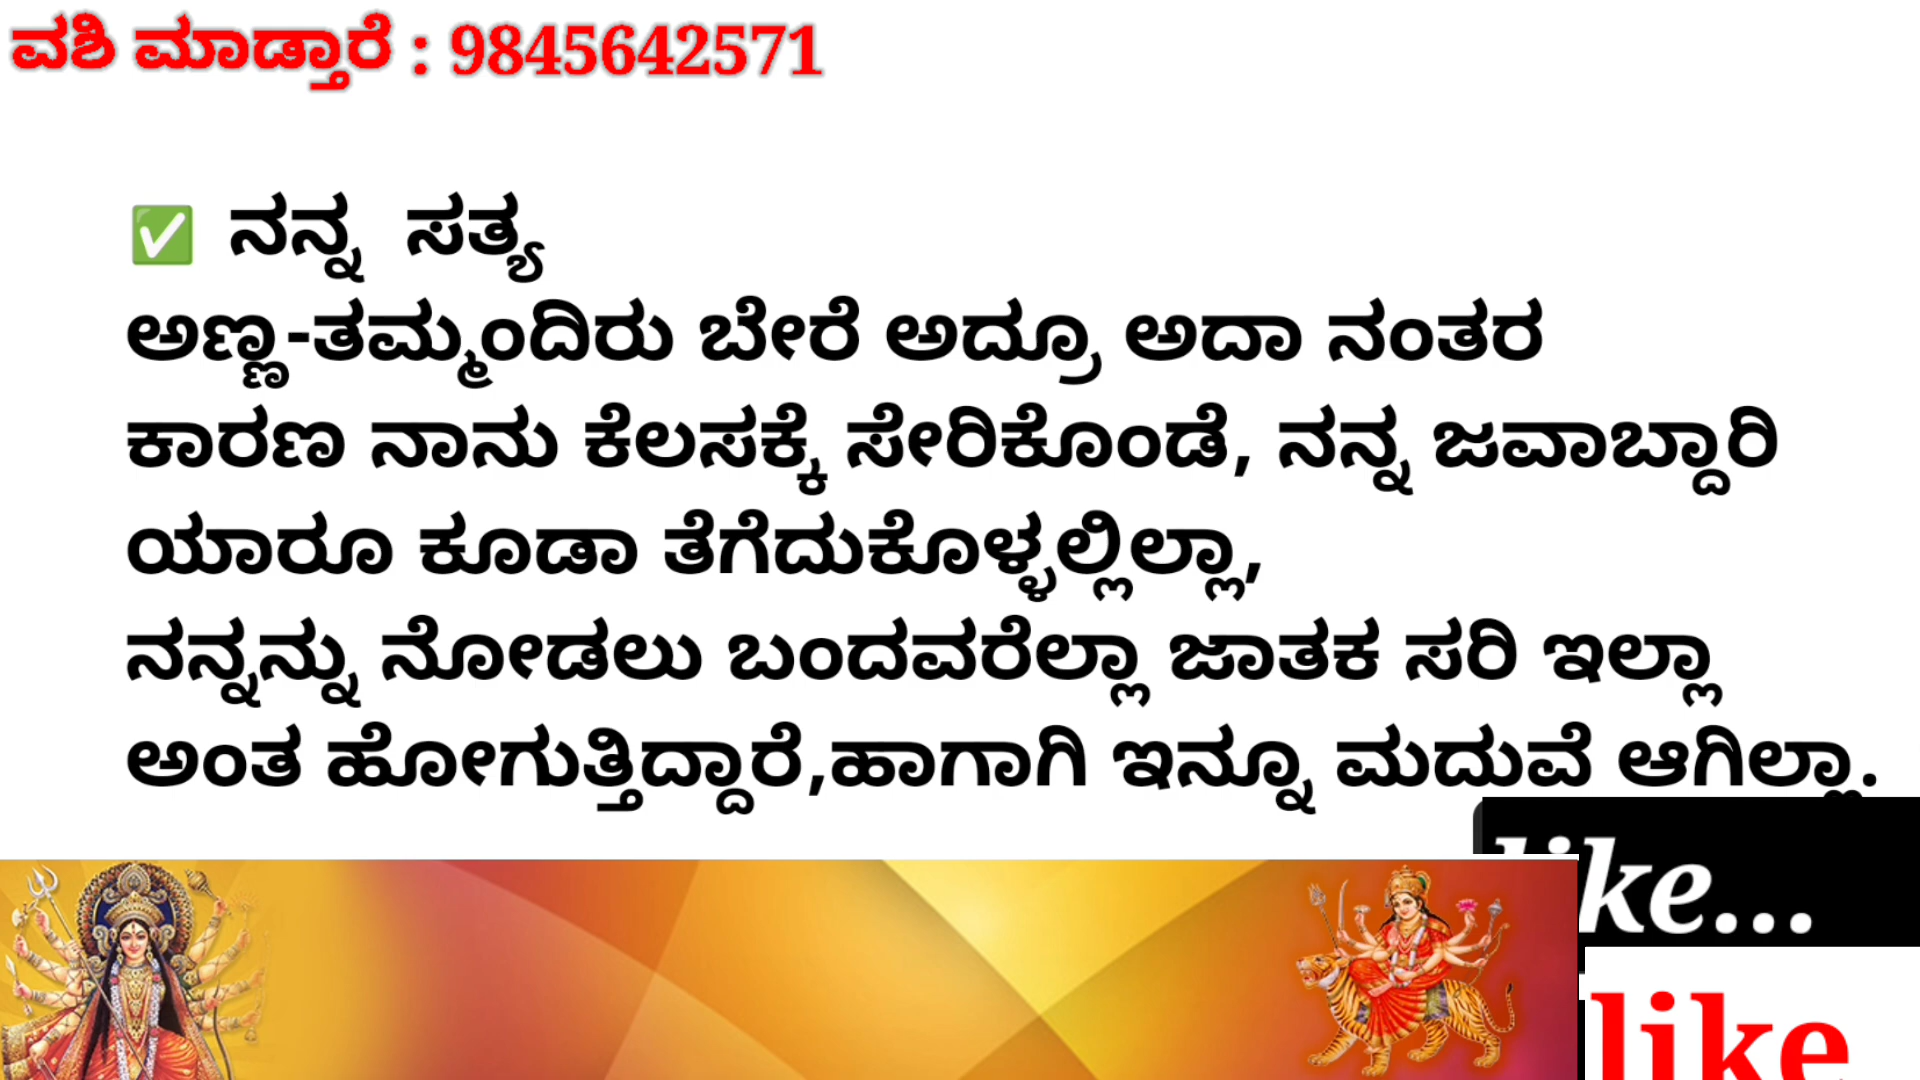 ವಶಿ ಮಾಡ್ತಾರೆ : 9845642571
✅ ನನ್ನ ಸತ್ಯ
ಅಣ್ಣ-ತಮ್ಮಂದಿರು ಬೇರೆ ಅದ್ರೂ ಅದಾ ನಂತರ
ಕಾರಣ ನಾನು ಕೆಲಸಕ್ಕೆ ಸೇರಿಕೊಂಡೆ, ನನ್ನ ಜವಾಬ್ದಾರಿ
ಯಾರೂ ಕೂಡಾ ತೆಗೆದುಕೊಳ್ಳಲ್ಲಿಲ್ಲಾ,
ನನ್ನನ್ನು ನೋಡಲು ಬಂದವರೆಲ್ಲಾ ಜಾತಕ ಸರಿ ಇಲ್ಲಾ
ಅಂತ ಹೋಗುತ್ತಿದ್ದಾರೆ,ಹಾಗಾಗಿ ಇನ್ನೂ ಮದುವೆ ಆಗಿಲ್ಲಾ.
like...
like